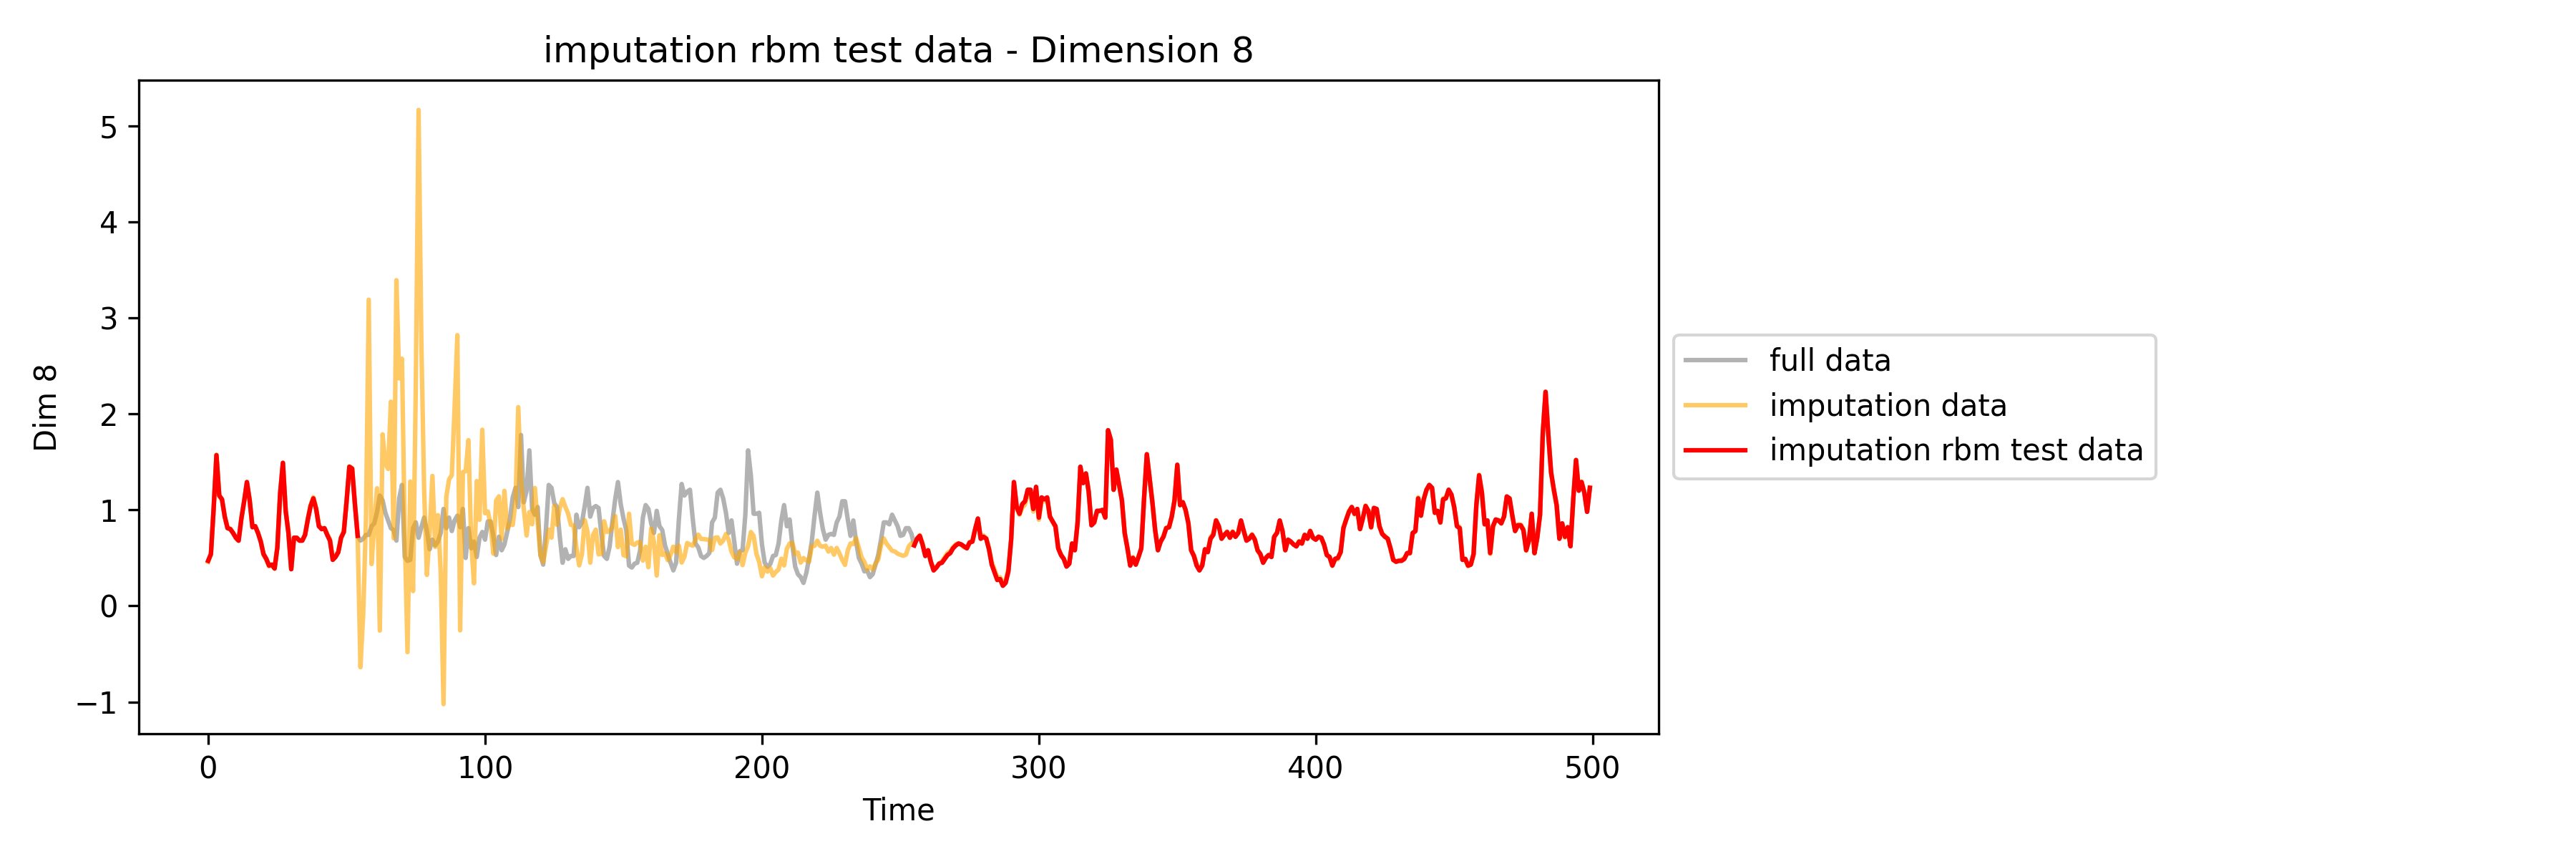 imputation rbm test data - Dimension 8
5
4
3
2
1
0
−1
Dim 8
0 100 200 300 400 500
Time
full data
imputation data
imputation rbm test data